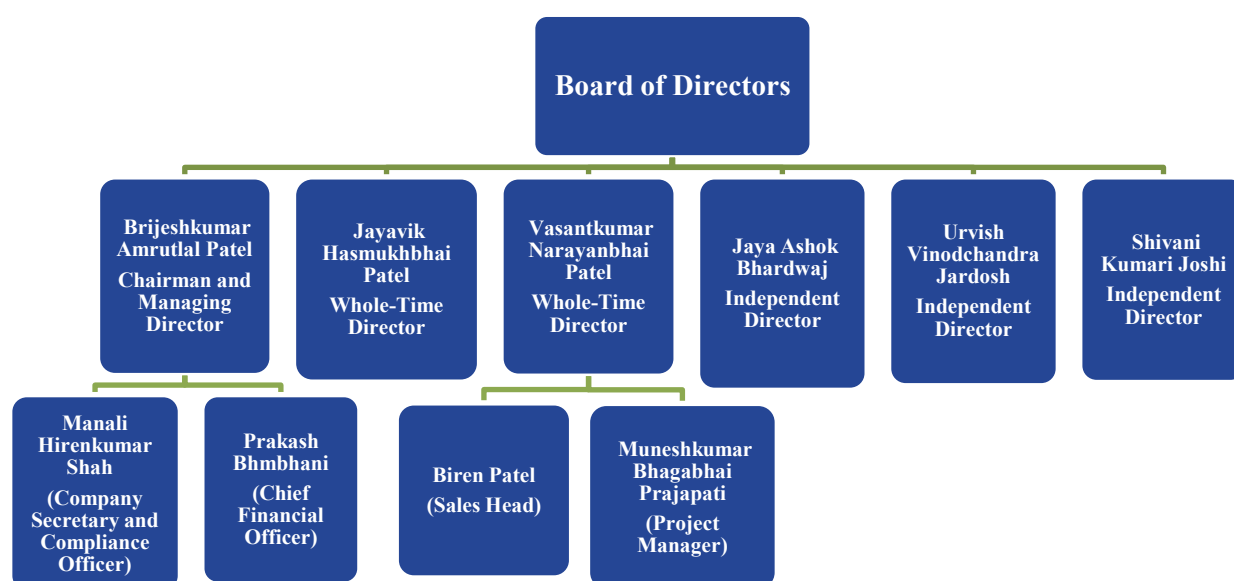 Board of Directors
Brijeshkumar
Amrutlal Patel
Chairman and
Managing
Director
Jayavik
Hasmukhbhai
Patel
Whole-Time
Director
Vasantkumar
Narayanbhai
Patel
Whole-Time
Director
Jaya Ashok
Bhardwaj
Independent
Director
Urvish
Vinodchandra
Jardosh
Independent
Director
Shivani
Kumari Joshi
Independent
Director
Manali
Hirenkumar
Shah
(Company
Secretary and
Compliance
Officer)
Prakash
Bhmbhani
(Chief
Financial
Officer)
Biren Patel
(Sales Head)
Muneshkumar
Bhagabhai
Prajapati
(Project
Manager)